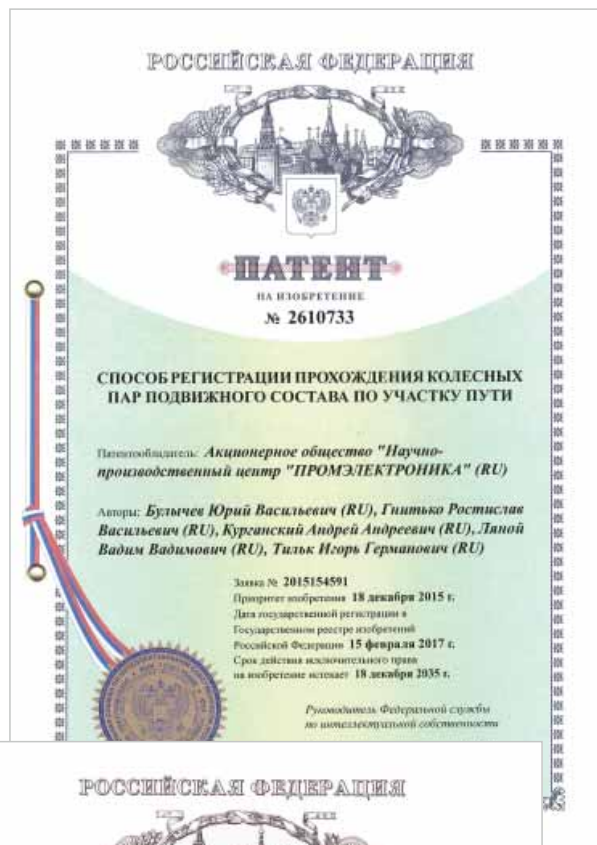 РОССИЙСКАЯ ФЕДЕРАЦИЯ
ПАТЕНТ
НА ИЗОБРЕТЕНИЕ
№ 2610733
СПОСОБ РЕГИСТРАЦИИ ПРОХОЖДЕНИЯ КОЛЕСНЫХ
ПАР ПОДВИЖНОГО СОСТАВА ПО УЧАСТКУ ПУТИ
Патентообладатель: Акционерное общество "Научно-
производственный центр "ПРОМЭЛЕКТРОНИКА" (RU)
Авторы: Булычев Юрий Васильевич (RU), Гнитько Ростислав
Васильевич (RU), Курганский Андрей Андреевич (RU), Ляной
Вадим Вадимович (RU), Тильк Игорь Германович (RU)
Заявка № 2015154591
Приоритет изобретения 18 декабря 2015 г.
Дата государственной регистрации в
Государственном реестре изобретений
Российской Федерации 15 февраля 2017 г.
Срок действия исключительного права
на изобретение истекает 18 декабря 2035 г.
Руководитель Федеральной службы
по интеллектуальной собственности
РОССИЙСКАЯ ФЕДЕРАЦИЯ